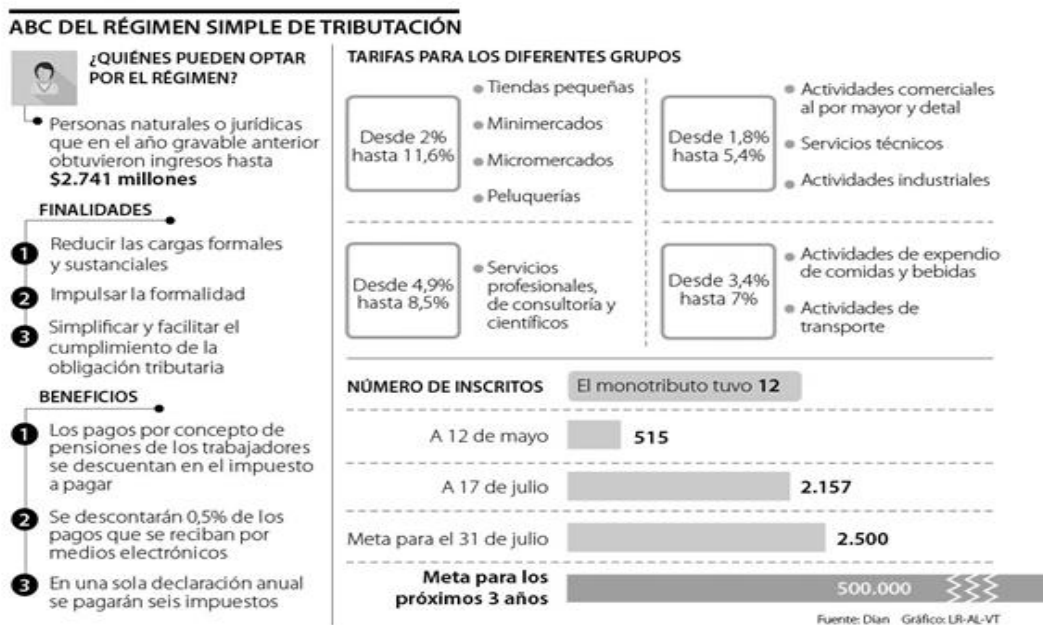 ABC DEL RÉGIMEN SIMPLE DE TRIBUTACIÓN
¿QUIÉNES PUEDEN OPTAR
POR EL RÉGIMEN?
Personas naturales o jurídicas
que en el año gravable anterior
obtuvieron ingresos hasta
$2.741 millones
FINALIDADES
1 Reducir las cargas formales
y sustanciales
2 Impulsar la formalidad
3 Simplificar y facilitar el
cumplimiento de la
obligación tributaria
BENEFICIOS
1 Los pagos por concepto de
pensiones de los trabajadores
se descuentan en el impuesto
a pagar
2 Se descontarán 0,5% de los
pagos que se reciban por
medios electrónicos
3 En una sola declaración anual
se pagarán seis impuestos
TARIFAS PARA LOS DIFERENTES GRUPOS
Desde 2%
hasta 11,6%
Tiendas pequeñas
Minimercados
Micromercados
Peluquerías
Desde 1,8%
hasta 5,4%
Actividades comerciales
al por mayor y detal
Servicios técnicos
Actividades industriales
Desde 4,9%
hasta 8,5%
Servicios
profesionales,
de consultoría y
científicos
Desde 3,4%
hasta 7%
Actividades de expendio
de comidas y bebidas
Actividades de
transporte
NÚMERO DE INSCRITOS El monotributo tuvo 12
A 12 de mayo 515
A 17 de julio 2.157
Meta para el 31 de julio 2.500
Meta para los
próximos 3 años 500.000
Fuente: Dian Gráfico: LR-AL-VT